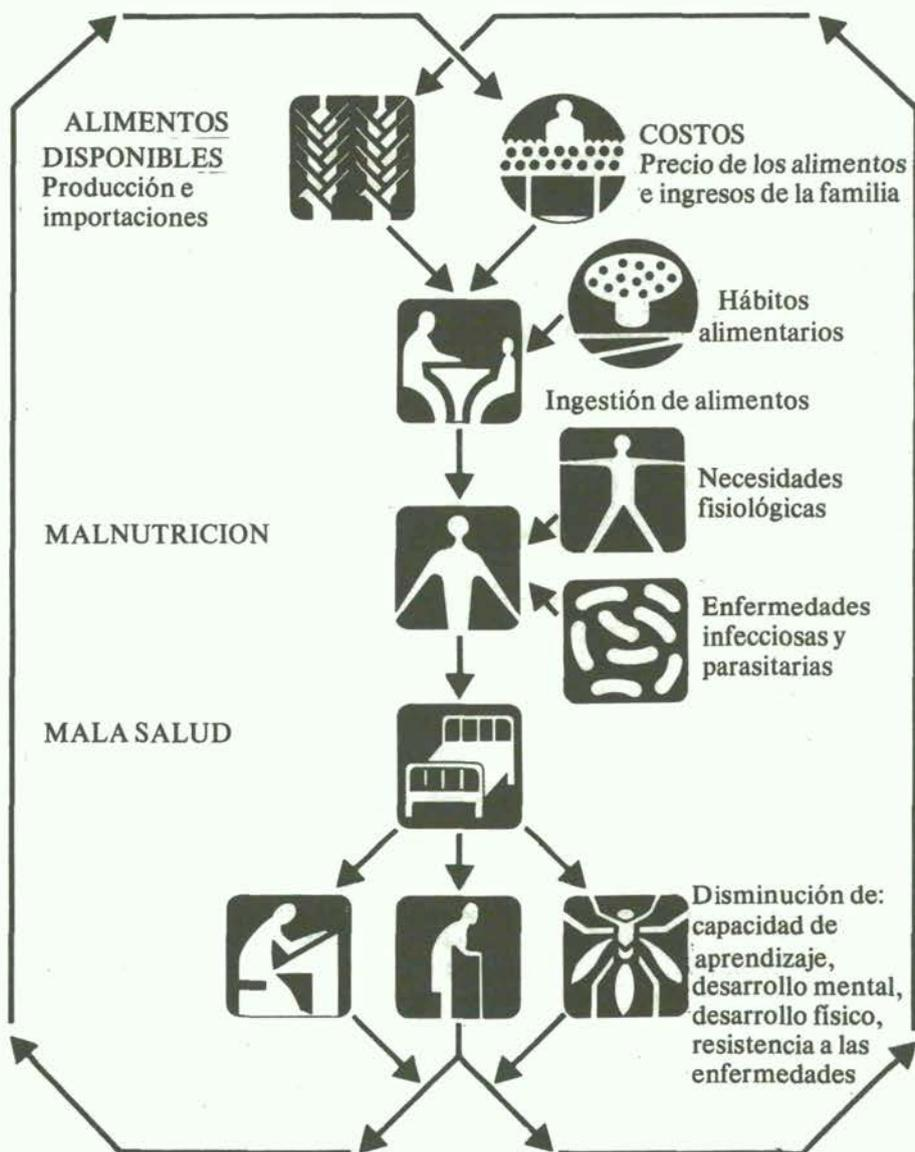 ALIMENTOS
DISPONIBLES
Producción e
importaciones
COSTOS
Precio de los alimentos
e ingresos de la familia
Hábitos
alimentarios
Ingestión de alimentos
Necesidades
fisiológicas
MALNUTRICION
Enfermedades
infecciosas y
parasitarias
MALA SALUD
Disminución de:
capacidad de
aprendizaje,
desarrollo mental,
desarrollo físico,
resistencia a las
enfermedades